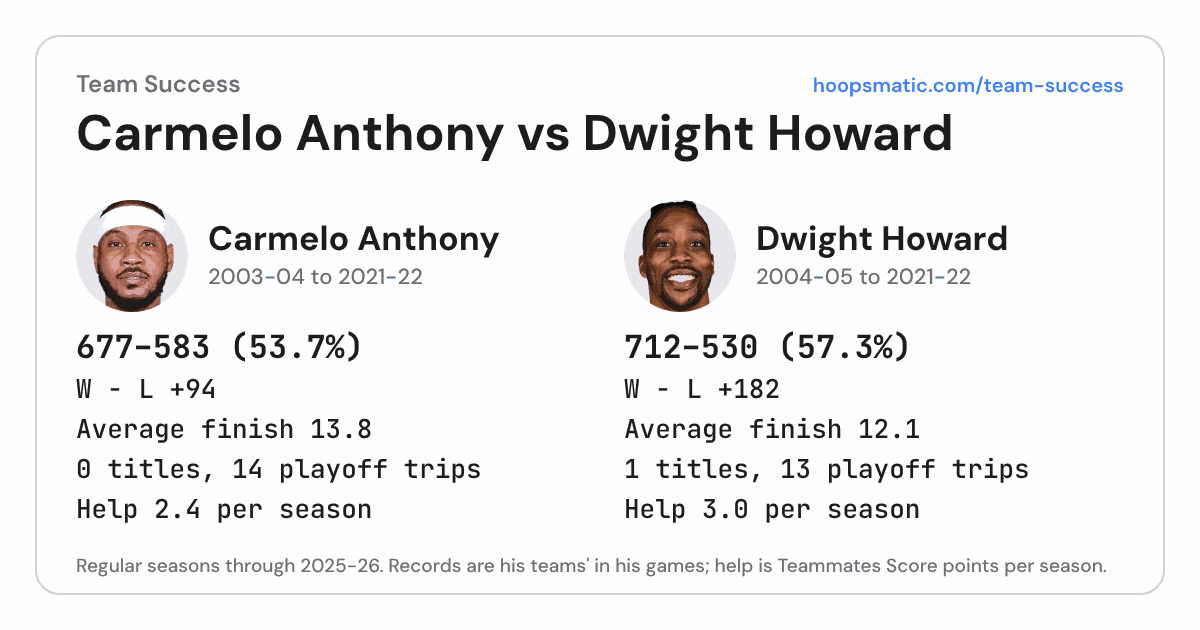 Team Success
hoopsmatic.com/team-success
Carmelo Anthony vs Dwight Howard
Carmelo Anthony
2003-04 to 2021-22
677-583 (53.7%)
W - L +94
Average finish 13.8
0 titles, 14 playoff trips
Help 2.4 per season
Dwight Howard
2004-05 to 2021-22
712-530 (57.3%)
W - L +182
Average finish 12.1
1 titles, 13 playoff trips
Help 3.0 per season
Regular seasons through 2025-26. Records are his teams' in his games; help is Teammates Score points per season.